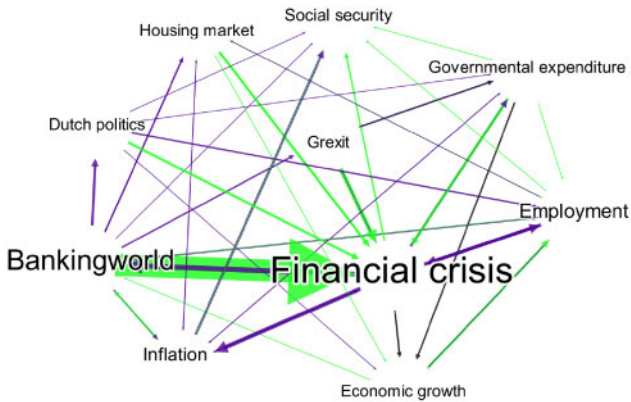 Social security
Housing market
Governmental expenditure
Dutch politics
Grexit
Employment
Bankingworld
Financial crisis
Inflation
Economic growth